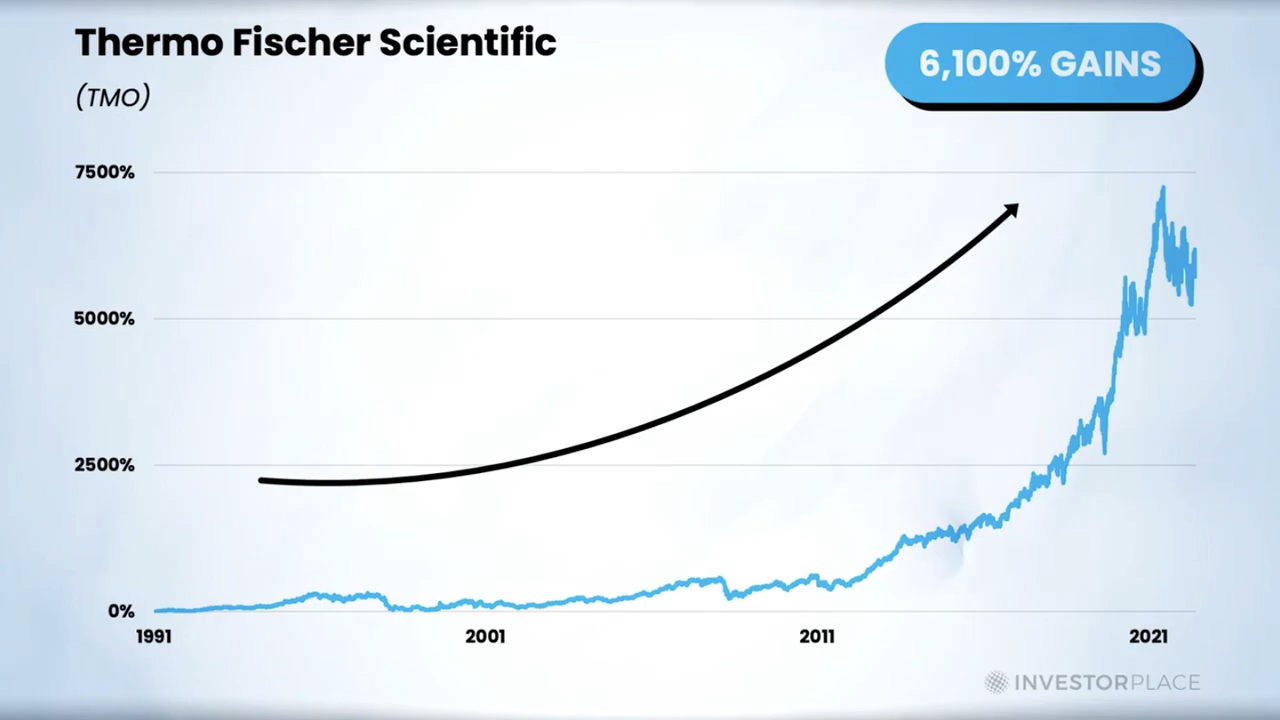 Thermo Fischer Scientific
6,100% GAINS
(TMO)
7500%
5000%
2500%
0%
1991 2001 2011 2021
INVESTORPLACE